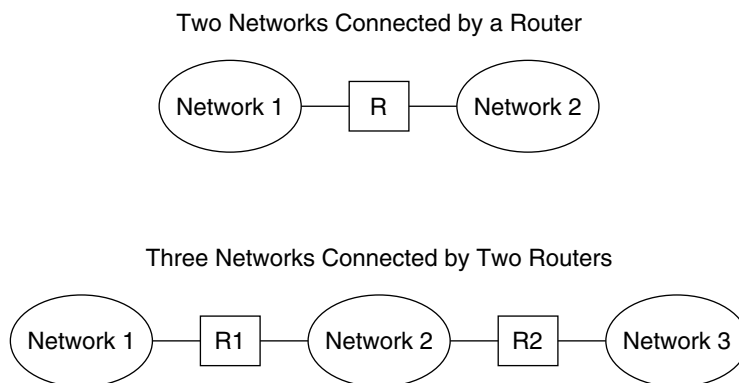 Two Networks Connected by a Router
Network 1 R Network 2
Three Networks Connected by Two Routers
Network 1 R1 Network 2 R2 Network 3